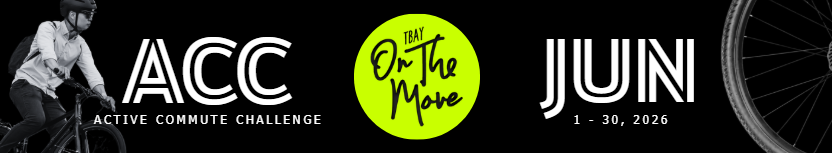 ACC
ACTIVE COMMUTE CHALLENGE
TBAY
On The
Move
JUN
1 - 30, 2026